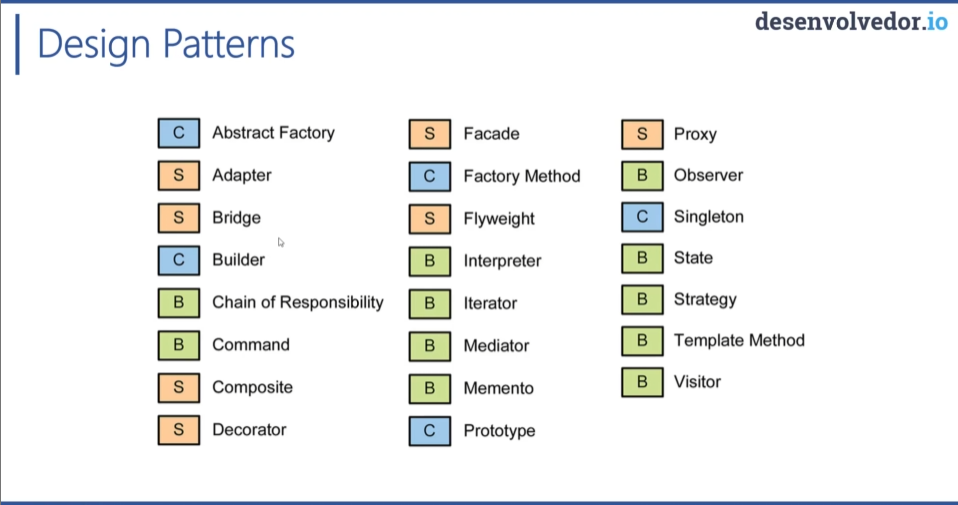 desenvolvedor.io
Design Patterns
C Abstract Factory
S Adapter
S Bridge
C Builder
B Chain of Responsibility
B Command
S Composite
S Decorator
S Facade
C Factory Method
S Flyweight
B Interpreter
B Iterator
B Mediator
B Memento
C Prototype
S Proxy
B Observer
C Singleton
B State
B Strategy
B Template Method
B Visitor